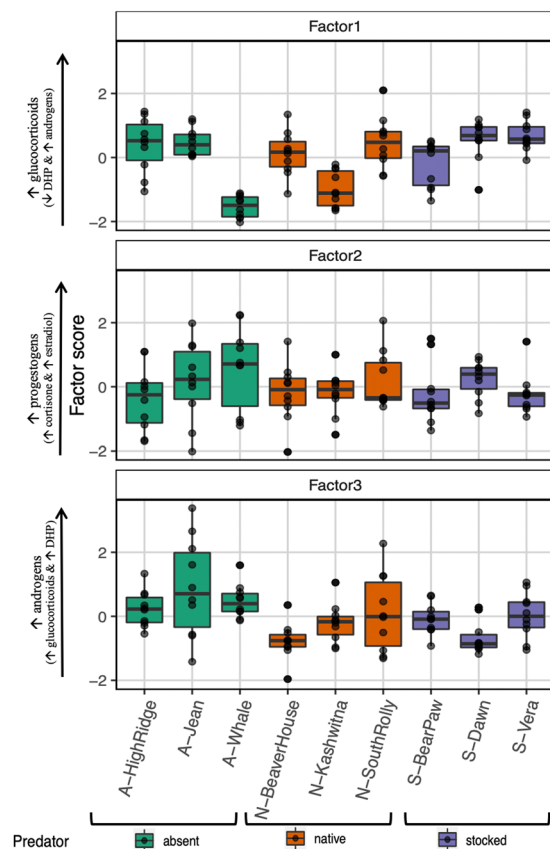 Factor1
2
0
−2
↑ glucocorticoids
(↓ DHP & ↑ androgens)
Factor2
2
0
−2
↑ progestogens
(↑ cortisone & ↑ estradiol)
Factor score
Factor3
2
0
−2
↑ androgens
(↑ glucocorticoids & ↑ DHP)
A−HighRidge
A−Jean
A−Whale
N−BeaverHouse
N−Kashwitna
N−SouthRolly
S−BearPaw
S−Dawn
S−Vera
Predator absent native stocked